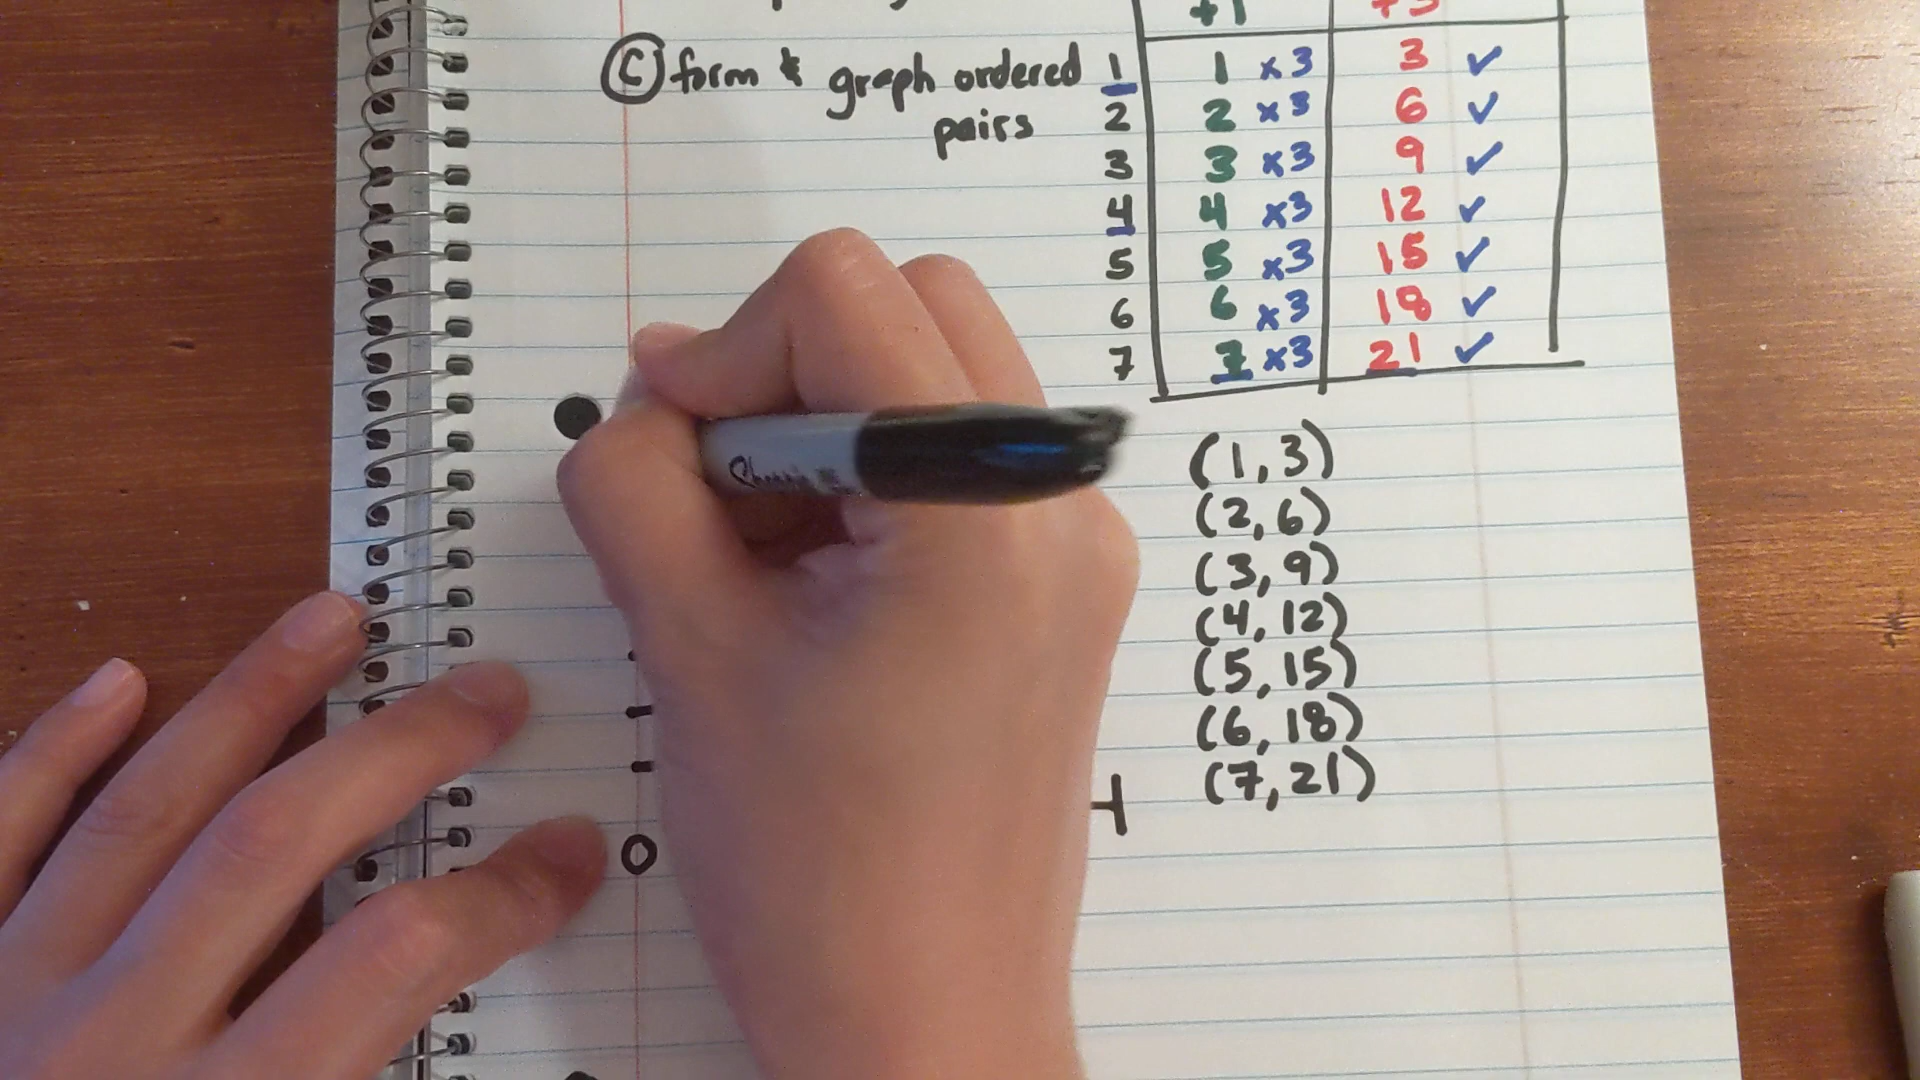 +1 +3
Ⓒ form & graph ordered
pairs
1 1 x3 3 ✓
2 2 x3 6 ✓
3 3 x3 9 ✓
4 4 x3 12 ✓
5 5 x3 15 ✓
6 6 x3 18 ✓
7 7 x3 21 ✓
(1,3)
(2,6)
(3,9)
(4,12)
(5,15)
(6,18)
(7,21)
0